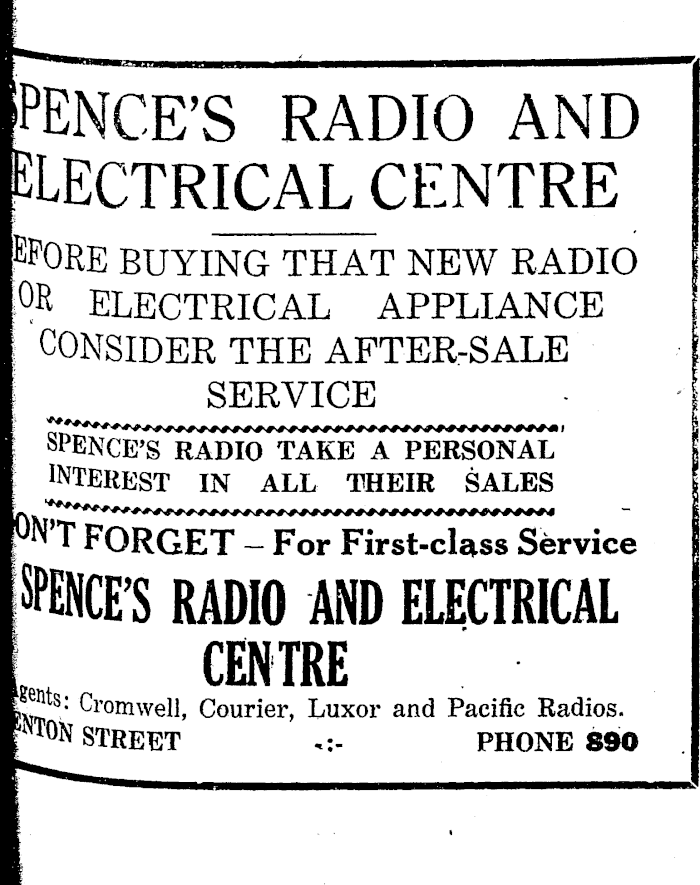 SPENCE'S RADIO AND
ELECTRICAL CENTRE
EFORE BUYING THAT NEW RADIO
OR ELECTRICAL APPLIANCE
CONSIDER THE AFTER-SALE
SERVICE
SPENCE'S RADIO TAKE A PERSONAL
INTEREST IN ALL THEIR SALES
ON'T FORGET – For First-class Service
SPENCE'S RADIO AND ELECTRICAL
CENTRE
gents: Cromwell, Courier, Luxor and Pacific Radios.
ENTON STREET -:- PHONE 890